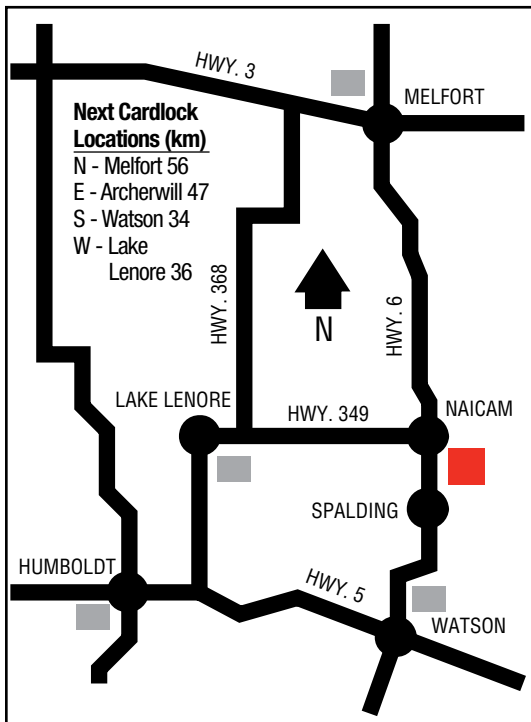 HWY. 3
MELFORT
Next Cardlock
Locations (km)
N - Melfort 56
E - Archerwill 47
S - Watson 34
W - Lake
Lenore 36
HWY. 368
N
HWY. 6
LAKE LENORE
HWY. 349
NAICAM
SPALDING
HUMBOLDT
HWY. 5
WATSON